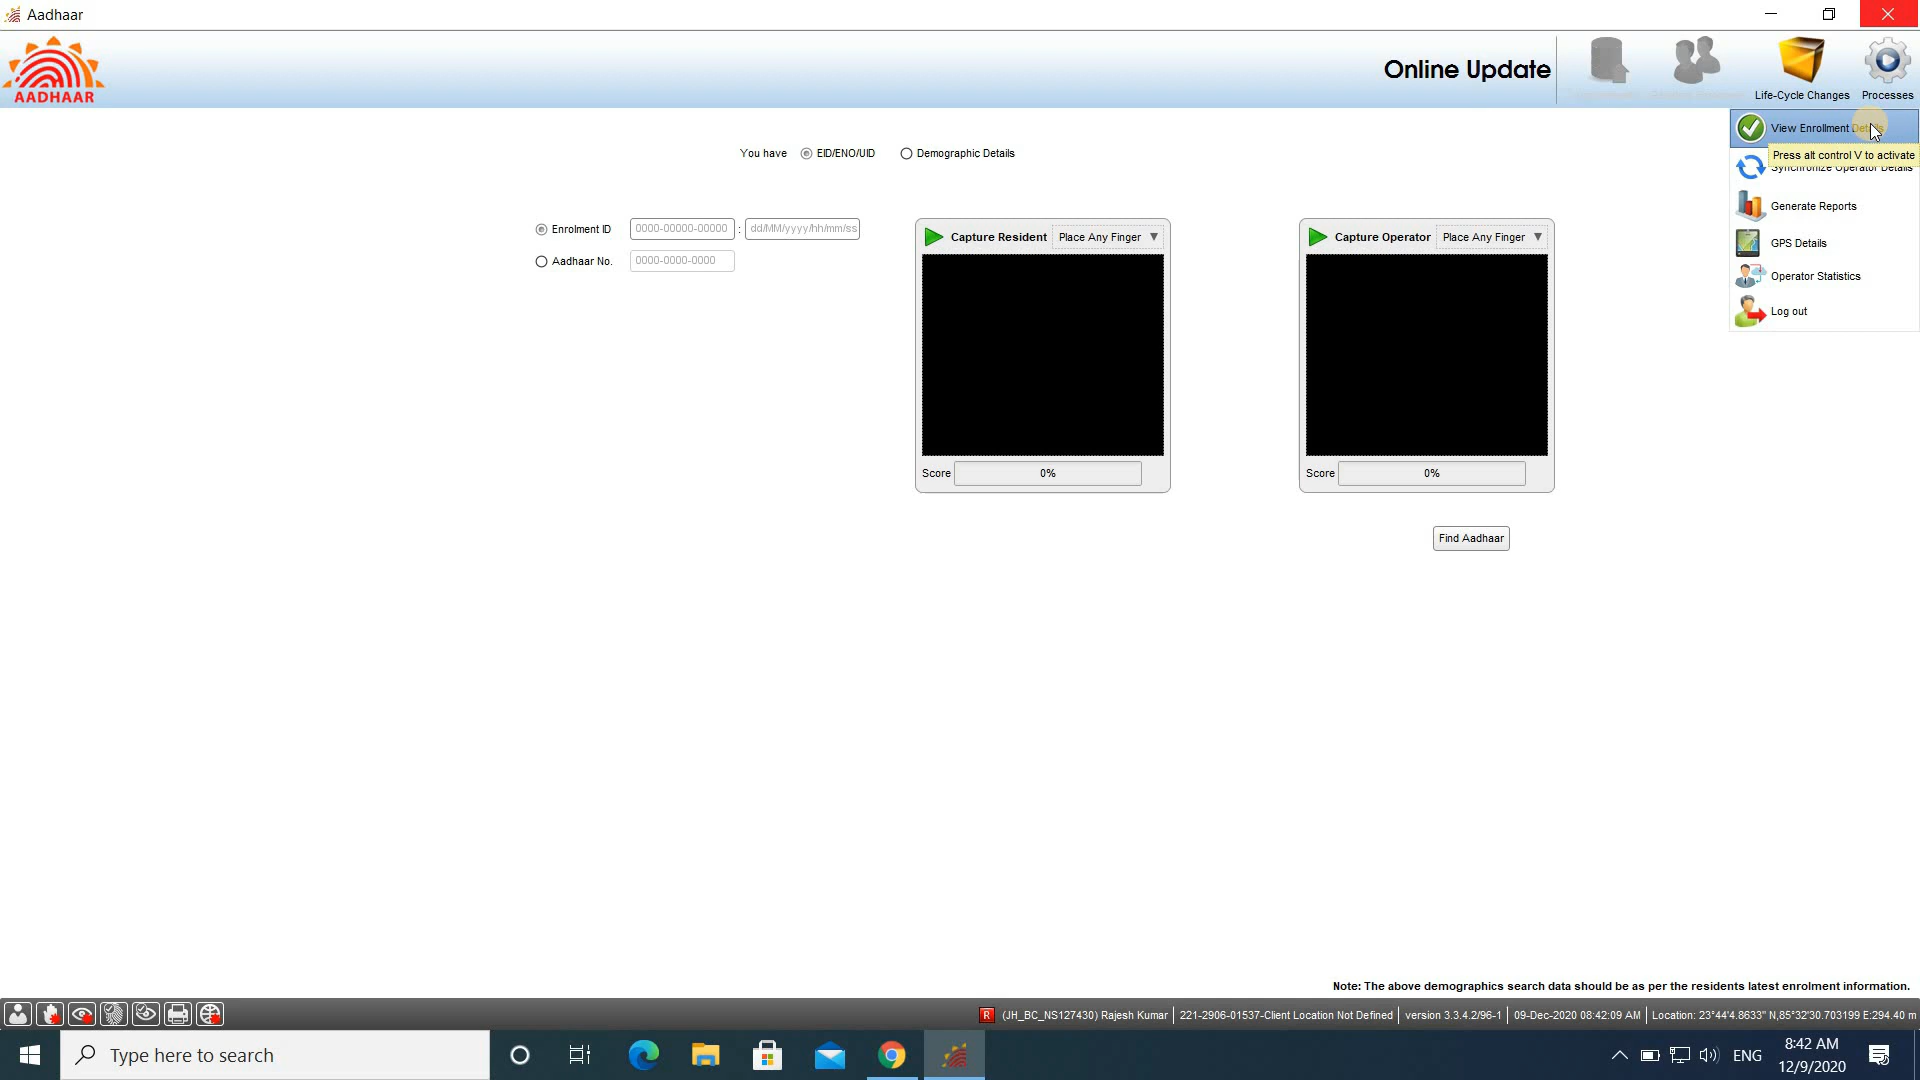 Aadhaar
AADHAAR
Online Update
Life-Cycle Changes
Processes
View Enrollment
Press alt control V to activate
Synchronize Operator Details
Generate Reports
GPS Details
Operator Statistics
Log out
You have EID/ENO/UID Demographic Details
Enrolment ID 0000-00000-00000 : dd/MM/yyyy/hh/mm/ss
Aadhaar No. 0000-0000-0000
Capture Resident Place Any Finger
Score 0%
Capture Operator Place Any Finger
Score 0%
Find Aadhaar
Note: The above demographics search data should be as per the residents latest enrolment information.
R (JH_BC_NS127430) Rajesh Kumar 221-2906-01537-Client Location Not Defined version 3.3.4.2/96-1 09-Dec-2020 08:42:09 AM Location: 23°44'4.8633" N,85°32'30.703199 E:294.40 m
Type here to search
ENG
8:42 AM
12/9/2020